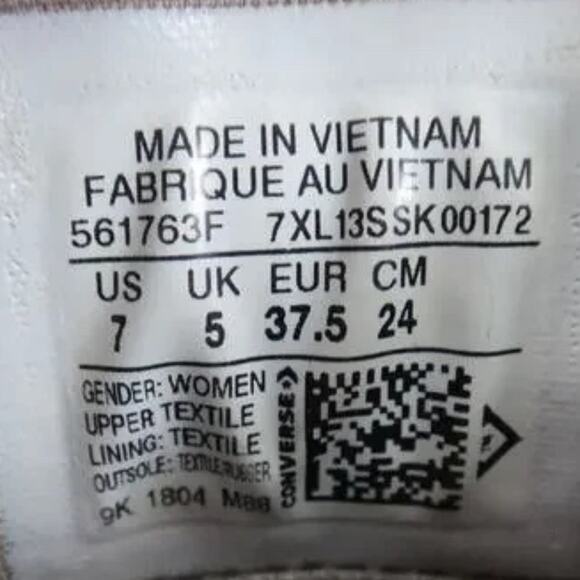 MADE IN VIETNAM
FABRIQUE AU VIETNAM
561763F 7XL13SSK00172
US UK EUR CM
7 5 37.5 24
GENDER: WOMEN
UPPER TEXTILE
LINING: TEXTILE
OUTSOLE: TEXTILE/RUBBER
9K 1804 M88
CONVERSE